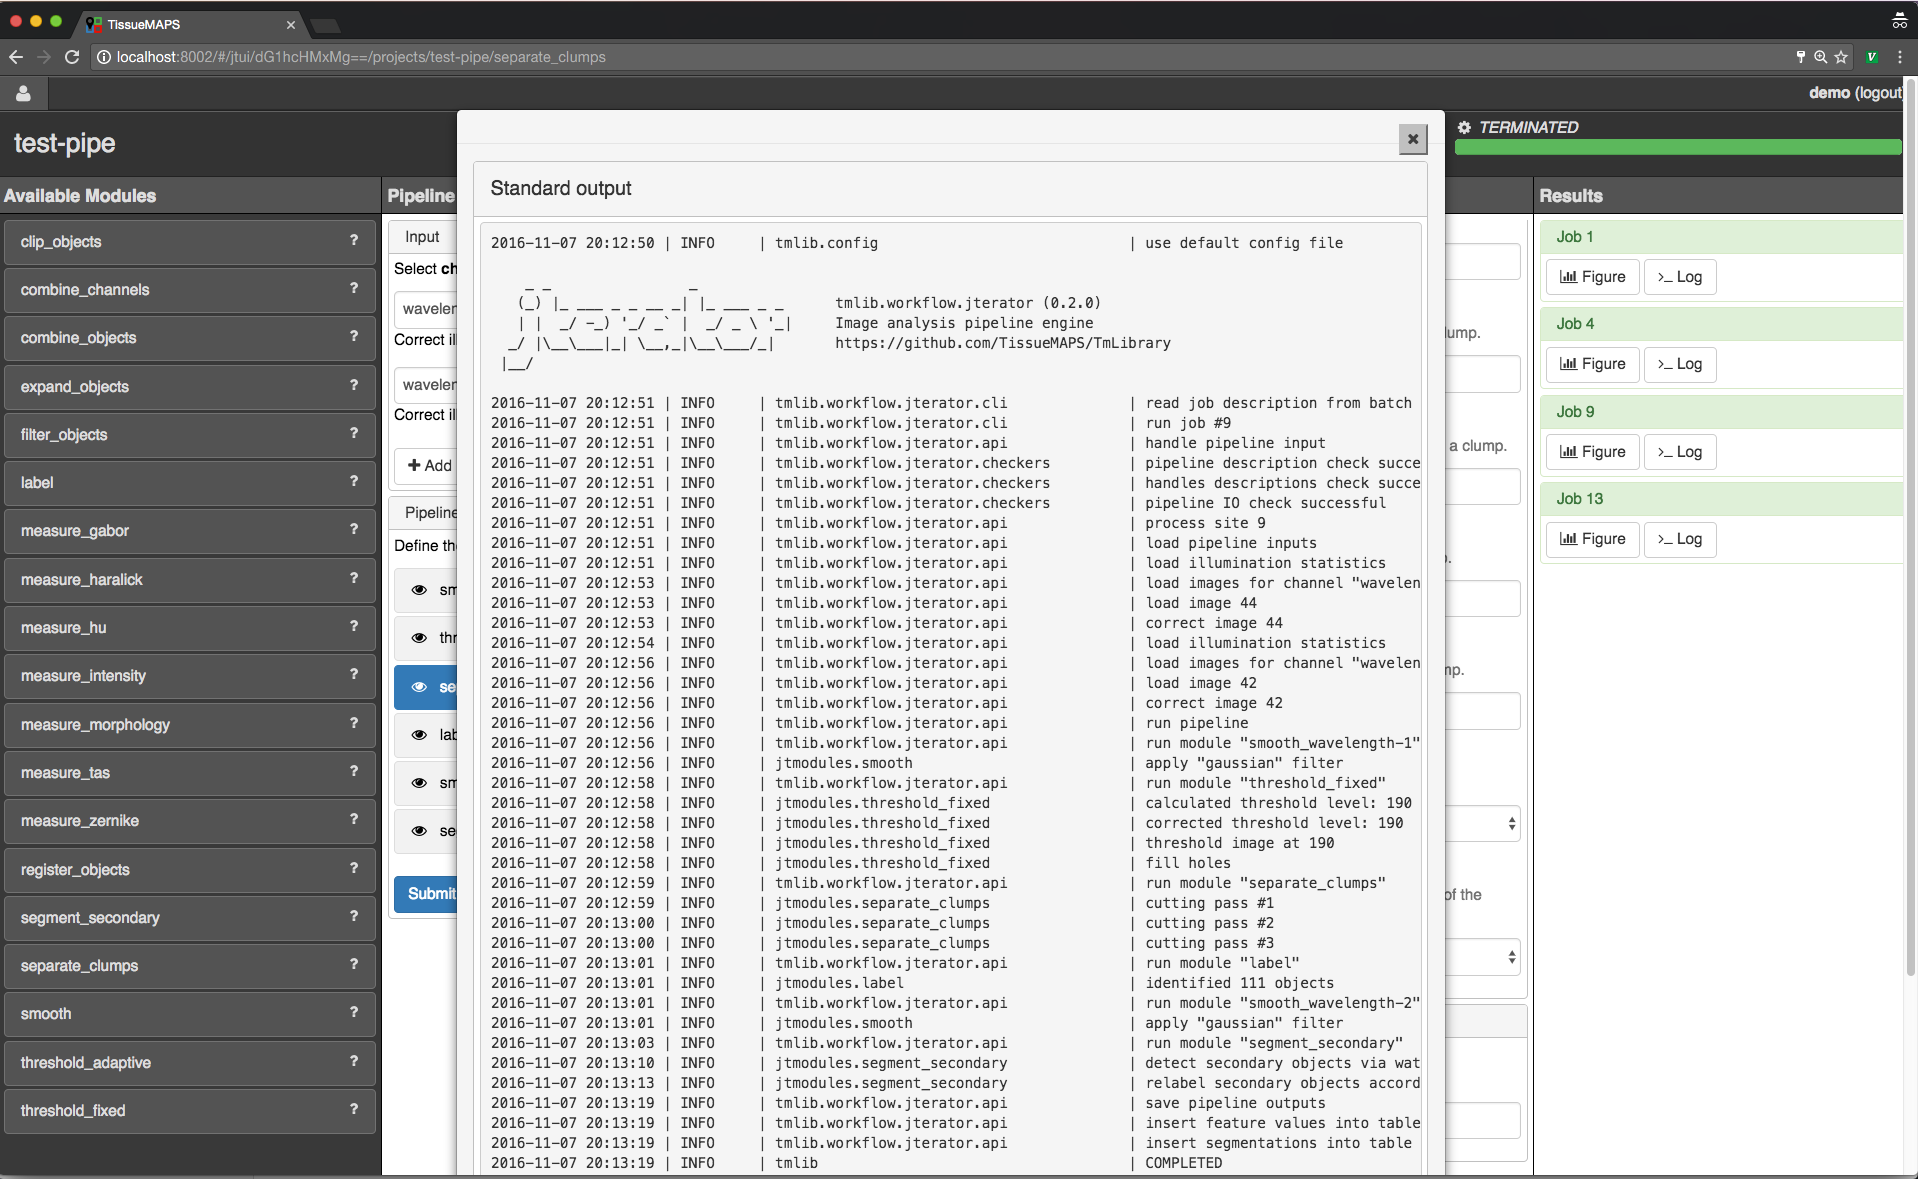 TissueMAPS
localhost:8002/#/jtui/dG1hcHMxMg==/projects/test-pipe/separate_clumps
demo (logout)
test-pipe
TERMINATED
Available Modules
clip_objects ?
combine_channels ?
combine_objects ?
expand_objects ?
filter_objects ?
label ?
measure_gabor ?
measure_haralick ?
measure_hu ?
measure_intensity ?
measure_morphology ?
measure_tas ?
measure_zernike ?
register_objects ?
segment_secondary ?
separate_clumps ?
smooth ?
threshold_adaptive ?
threshold_fixed ?
Pipeline
Input
Select ch
wavelen
Correct il
wavelen
Correct il
Add
Pipeline
Define the
sm
thr
se
lab
sm
se
Submit
Standard output
2016-11-07 20:12:50 | INFO | tmlib.config | use default config file
tmlib.workflow.jterator (0.2.0)
Image analysis pipeline engine
https://github.com/TissueMAPS/TmLibrary
2016-11-07 20:12:51 | INFO | tmlib.workflow.jterator.cli | read job description from batch
2016-11-07 20:12:51 | INFO | tmlib.workflow.jterator.cli | run job #9
2016-11-07 20:12:51 | INFO | tmlib.workflow.jterator.api | handle pipeline input
2016-11-07 20:12:51 | INFO | tmlib.workflow.jterator.checkers | pipeline description check succe
2016-11-07 20:12:51 | INFO | tmlib.workflow.jterator.checkers | handles descriptions check succe
2016-11-07 20:12:51 | INFO | tmlib.workflow.jterator.checkers | pipeline IO check successful
2016-11-07 20:12:51 | INFO | tmlib.workflow.jterator.api | process site 9
2016-11-07 20:12:51 | INFO | tmlib.workflow.jterator.api | load pipeline inputs
2016-11-07 20:12:51 | INFO | tmlib.workflow.jterator.api | load illumination statistics
2016-11-07 20:12:53 | INFO | tmlib.workflow.jterator.api | load images for channel "wavelen
2016-11-07 20:12:53 | INFO | tmlib.workflow.jterator.api | load image 44
2016-11-07 20:12:53 | INFO | tmlib.workflow.jterator.api | correct image 44
2016-11-07 20:12:54 | INFO | tmlib.workflow.jterator.api | load illumination statistics
2016-11-07 20:12:56 | INFO | tmlib.workflow.jterator.api | load images for channel "wavelen
2016-11-07 20:12:56 | INFO | tmlib.workflow.jterator.api | load image 42
2016-11-07 20:12:56 | INFO | tmlib.workflow.jterator.api | correct image 42
2016-11-07 20:12:56 | INFO | tmlib.workflow.jterator.api | run pipeline
2016-11-07 20:12:56 | INFO | tmlib.workflow.jterator.api | run module "smooth_wavelength-1"
2016-11-07 20:12:56 | INFO | jtmodules.smooth | apply "gaussian" filter
2016-11-07 20:12:58 | INFO | tmlib.workflow.jterator.api | run module "threshold_fixed"
2016-11-07 20:12:58 | INFO | jtmodules.threshold_fixed | calculated threshold level: 190
2016-11-07 20:12:58 | INFO | jtmodules.threshold_fixed | corrected threshold level: 190
2016-11-07 20:12:58 | INFO | jtmodules.threshold_fixed | threshold image at 190
2016-11-07 20:12:58 | INFO | jtmodules.threshold_fixed | fill holes
2016-11-07 20:12:59 | INFO | tmlib.workflow.jterator.api | run module "separate_clumps"
2016-11-07 20:12:59 | INFO | jtmodules.separate_clumps | cutting pass #1
2016-11-07 20:13:00 | INFO | jtmodules.separate_clumps | cutting pass #2
2016-11-07 20:13:00 | INFO | jtmodules.separate_clumps | cutting pass #3
2016-11-07 20:13:01 | INFO | tmlib.workflow.jterator.api | run module "label"
2016-11-07 20:13:01 | INFO | jtmodules.label | identified 111 objects
2016-11-07 20:13:01 | INFO | tmlib.workflow.jterator.api | run module "smooth_wavelength-2"
2016-11-07 20:13:01 | INFO | jtmodules.smooth | apply "gaussian" filter
2016-11-07 20:13:03 | INFO | tmlib.workflow.jterator.api | run module "segment_secondary"
2016-11-07 20:13:10 | INFO | jtmodules.segment_secondary | detect secondary objects via wat
2016-11-07 20:13:13 | INFO | jtmodules.segment_secondary | relabel secondary objects accord
2016-11-07 20:13:19 | INFO | tmlib.workflow.jterator.api | save pipeline outputs
2016-11-07 20:13:19 | INFO | tmlib.workflow.jterator.api | insert feature values into table
2016-11-07 20:13:19 | INFO | tmlib.workflow.jterator.api | insert segmentations into table
2016-11-07 20:13:19 | INFO | tmlib | COMPLETED
lump.
a clump.
p.
mp.
of the
Results
Job 1
Figure >_ Log
Job 4
Figure >_ Log
Job 9
Figure >_ Log
Job 13
Figure >_ Log